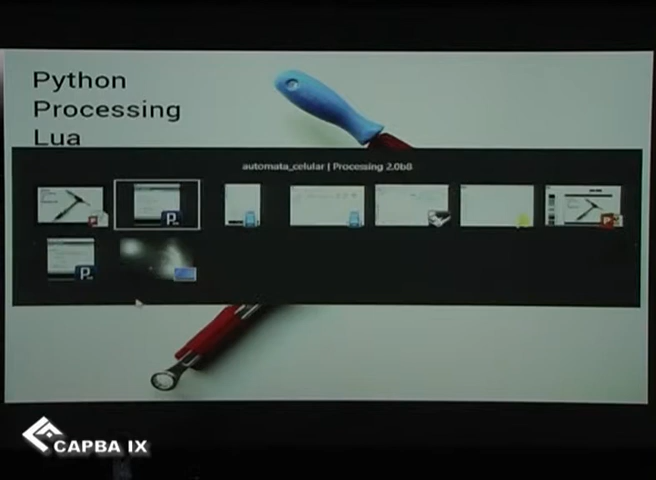 Python
Processing
Lua
automata_celular | Processing 2.0b8
CAPBA IX